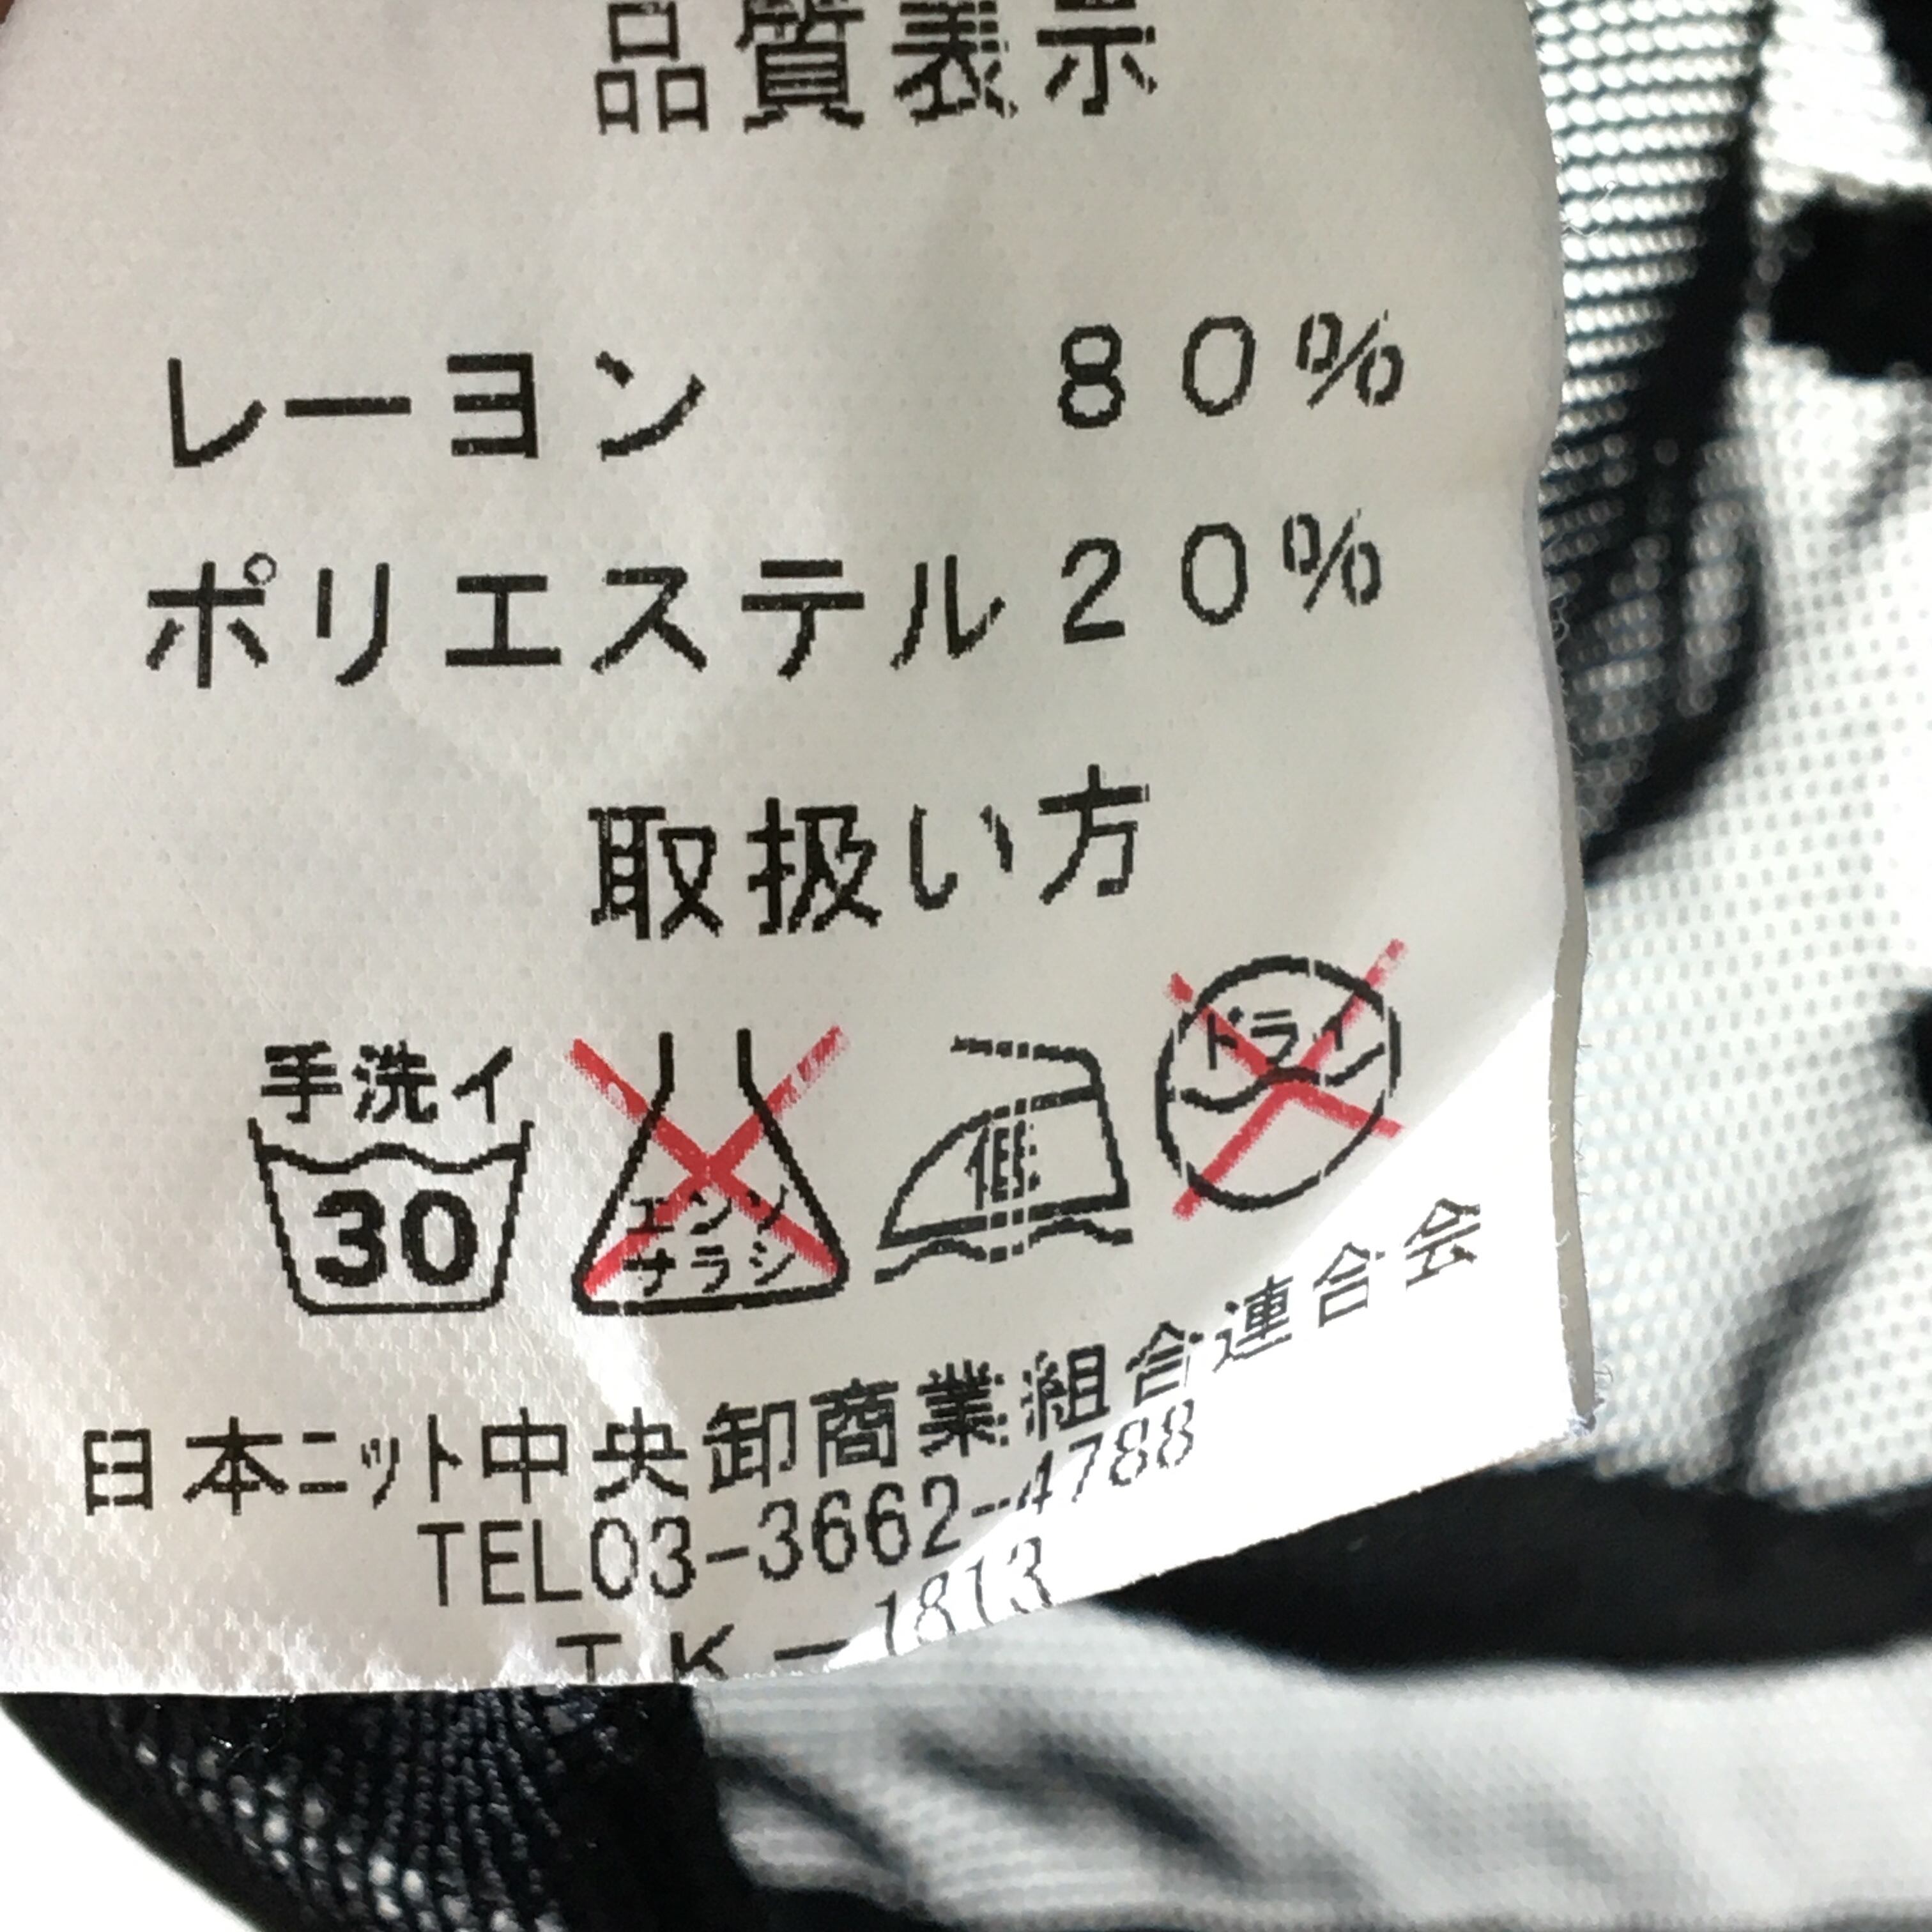 品質表示
レーヨン 80%
ポリエステル 20%
取扱い方
手洗イ
30
エンソ
サラシ
低
ドライ
日本ニット中央卸商業組合連合会
TEL03-3662-4788
TK-1813